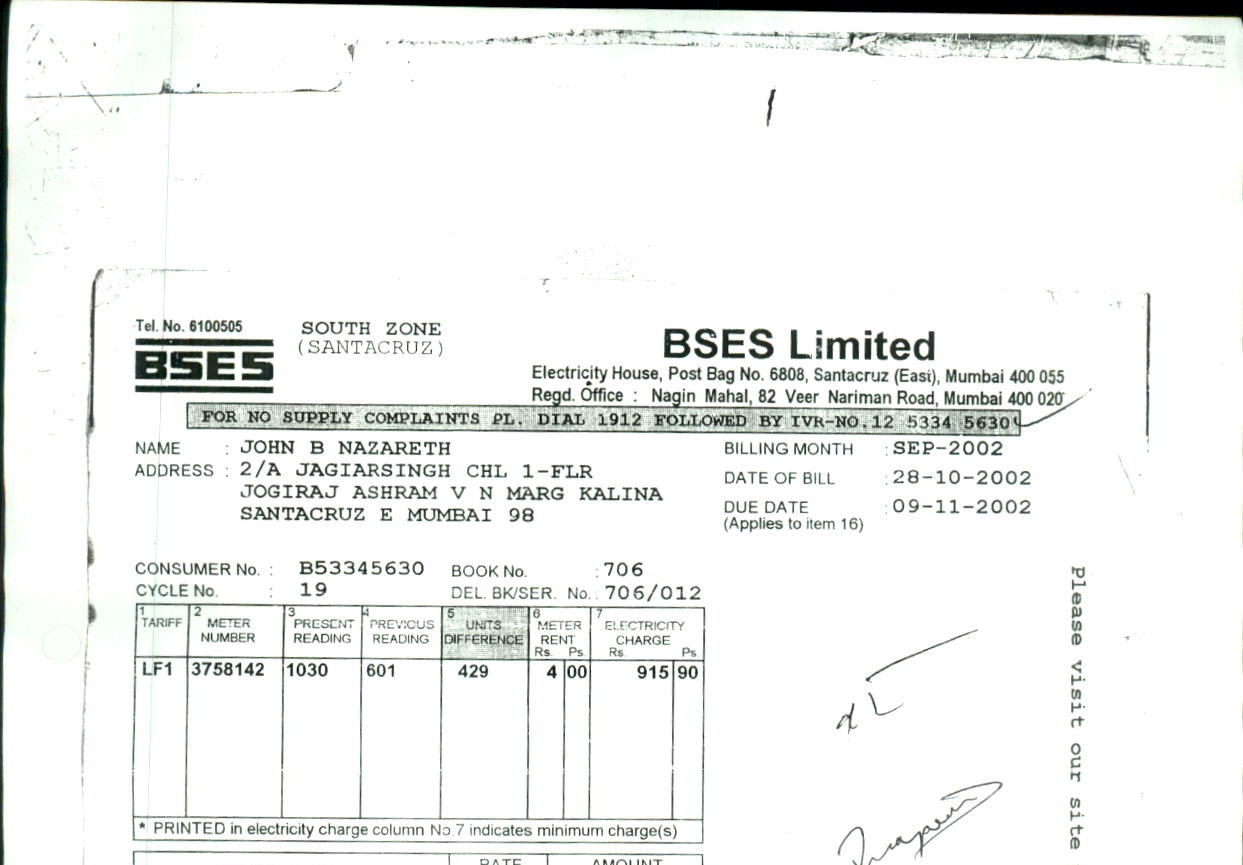 Tel. No. 6100505
SOUTH ZONE
(SANTACRUZ)
BSES
BSES Limited
Electricity House, Post Bag No. 6808, Santacruz (East), Mumbai 400 055
Regd. Office : Nagin Mahal, 82 Veer Nariman Road, Mumbai 400 020
FOR NO SUPPLY COMPLAINTS PL. DIAL 1912 FOLLOWED BY IVR-NO.12 5334 5630
NAME : JOHN B NAZARETH
ADDRESS : 2/A JAGIARSINGH CHL 1-FLR
JOGIRAJ ASHRAM V N MARG KALINA
SANTACRUZ E MUMBAI 98
BILLING MONTH : SEP-2002
DATE OF BILL : 28-10-2002
DUE DATE : 09-11-2002
(Applies to item 16)
CONSUMER No. : B53345630 BOOK No. : 706
CYCLE No. : 19 DEL. BK/SER. No. : 706/012
1 TARIFF 2 METER NUMBER 3 PRESENT READING 4 PREVIOUS READING 5 UNITS DIFFERENCE 6 METER RENT Rs. Ps. 7 ELECTRICITY CHARGE Rs. Ps
LF1 3758142 1030 601 429 4 00 915 90
* PRINTED in electricity charge column No.7 indicates minimum charge(s)
RATE AMOUNT
Please visit our site